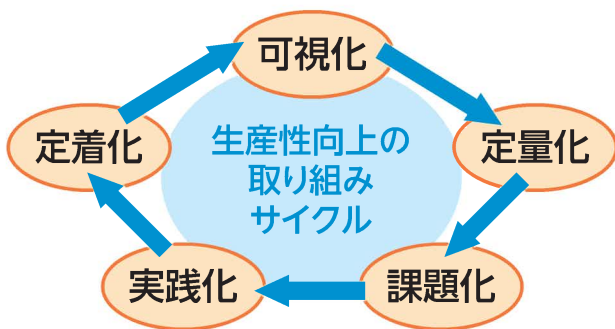 可視化
定量化
課題化
実践化
定着化
生産性向上の
取り組み
サイクル